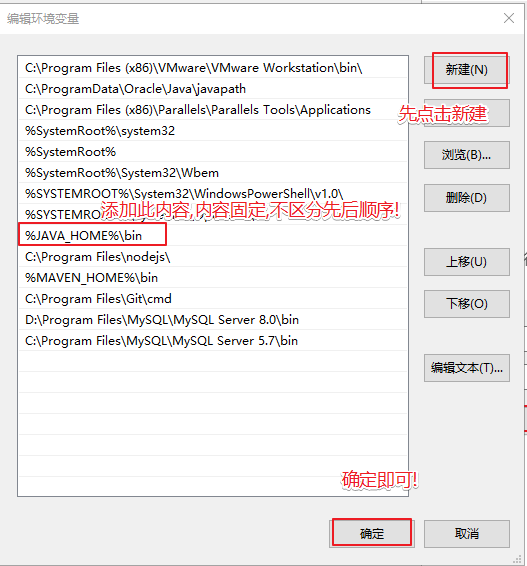 编辑环境变量
C:\Program Files (x86)\VMware\VMware Workstation\bin\
新建(N)
C:\ProgramData\Oracle\Java\javapath
C:\Program Files (x86)\Parallels\Parallels Tools\Applications
先点击新建
%SystemRoot%\system32
%SystemRoot%
浏览(B)...
%SystemRoot%\System32\Wbem
%SYSTEMROOT%\System32\WindowsPowerShell\v1.0\
删除(D)
添加此内容,内容固定,不区分先后顺序!
%JAVA_HOME%\bin
C:\Program Files\nodejs\
上移(U)
%MAVEN_HOME%\bin
C:\Program Files\Git\cmd
下移(O)
D:\Program Files\MySQL\MySQL Server 8.0\bin
C:\Program Files\MySQL\MySQL Server 5.7\bin
编辑文本(T)...
确定即可!
确定
取消